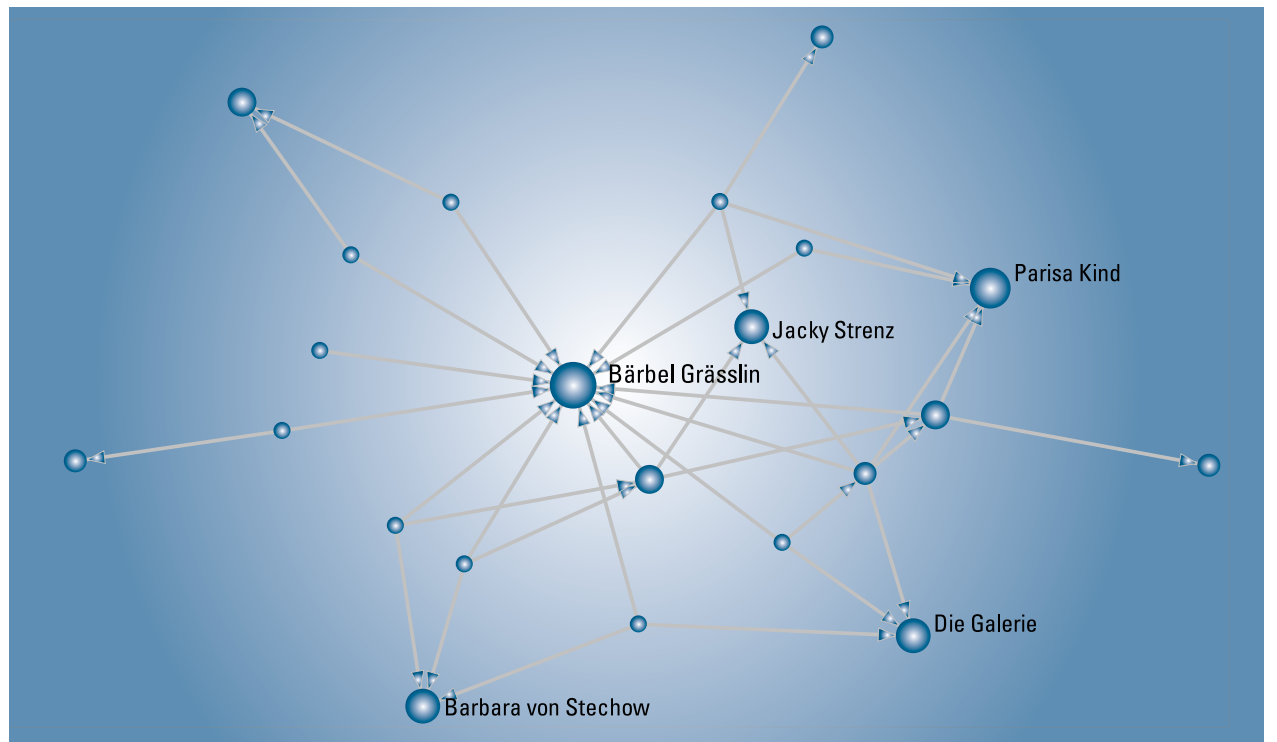 Parisa Kind
Jacky Strenz
Bärbel Grässlin
Die Galerie
Barbara von Stechow